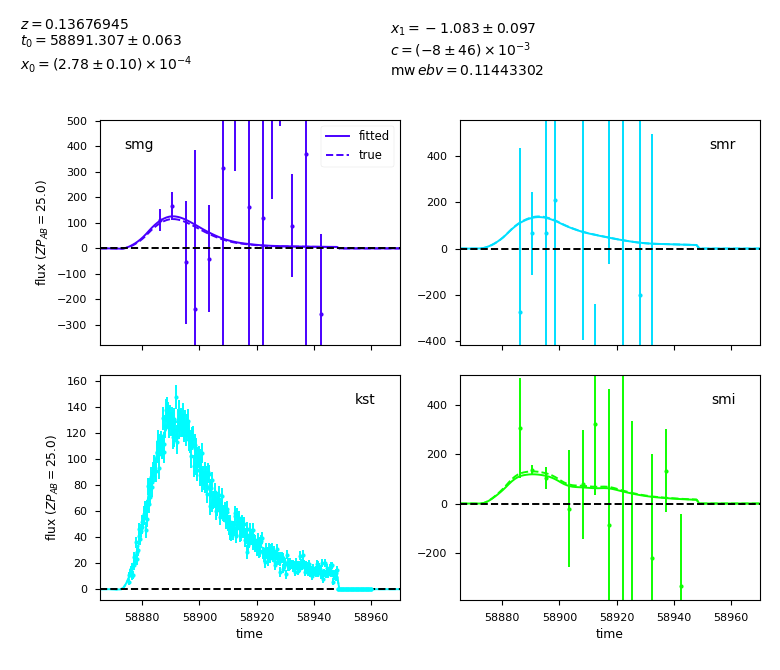 z = 0.13676945
t₀ = 58891.307 ± 0.063
x₀ = (2.78 ± 0.10) × 10⁻⁴
x₁ = −1.083 ± 0.097
c = (−8 ± 46) × 10⁻³
mw ebv = 0.11443302
smg
fitted
true
500
400
300
200
100
0
−100
−200
−300
flux (ZP_AB = 25.0)
smr
400
200
0
−200
−400
kst
160
140
120
100
80
60
40
20
0
flux (ZP_AB = 25.0)
58880 58900 58920 58940 58960
time
smi
400
200
0
−200
58880 58900 58920 58940 58960
time